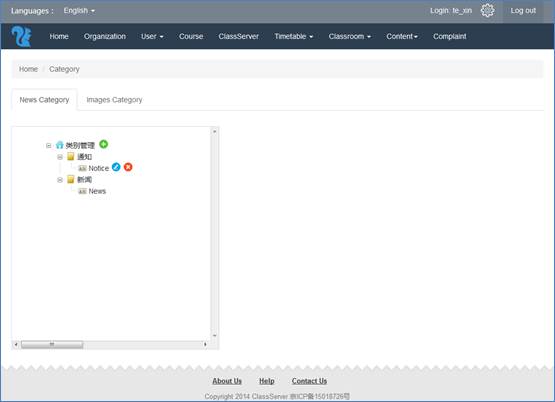 Languages : English Login: te_xin Log out
Home Organization User Course ClassServer Timetable Classroom Content Complaint
Home / Category
News Category Images Category
类别管理
通知
Notice
新闻
News
About Us Help Contact Us
Copyright 2014 ClassServer 京ICP备15018726号